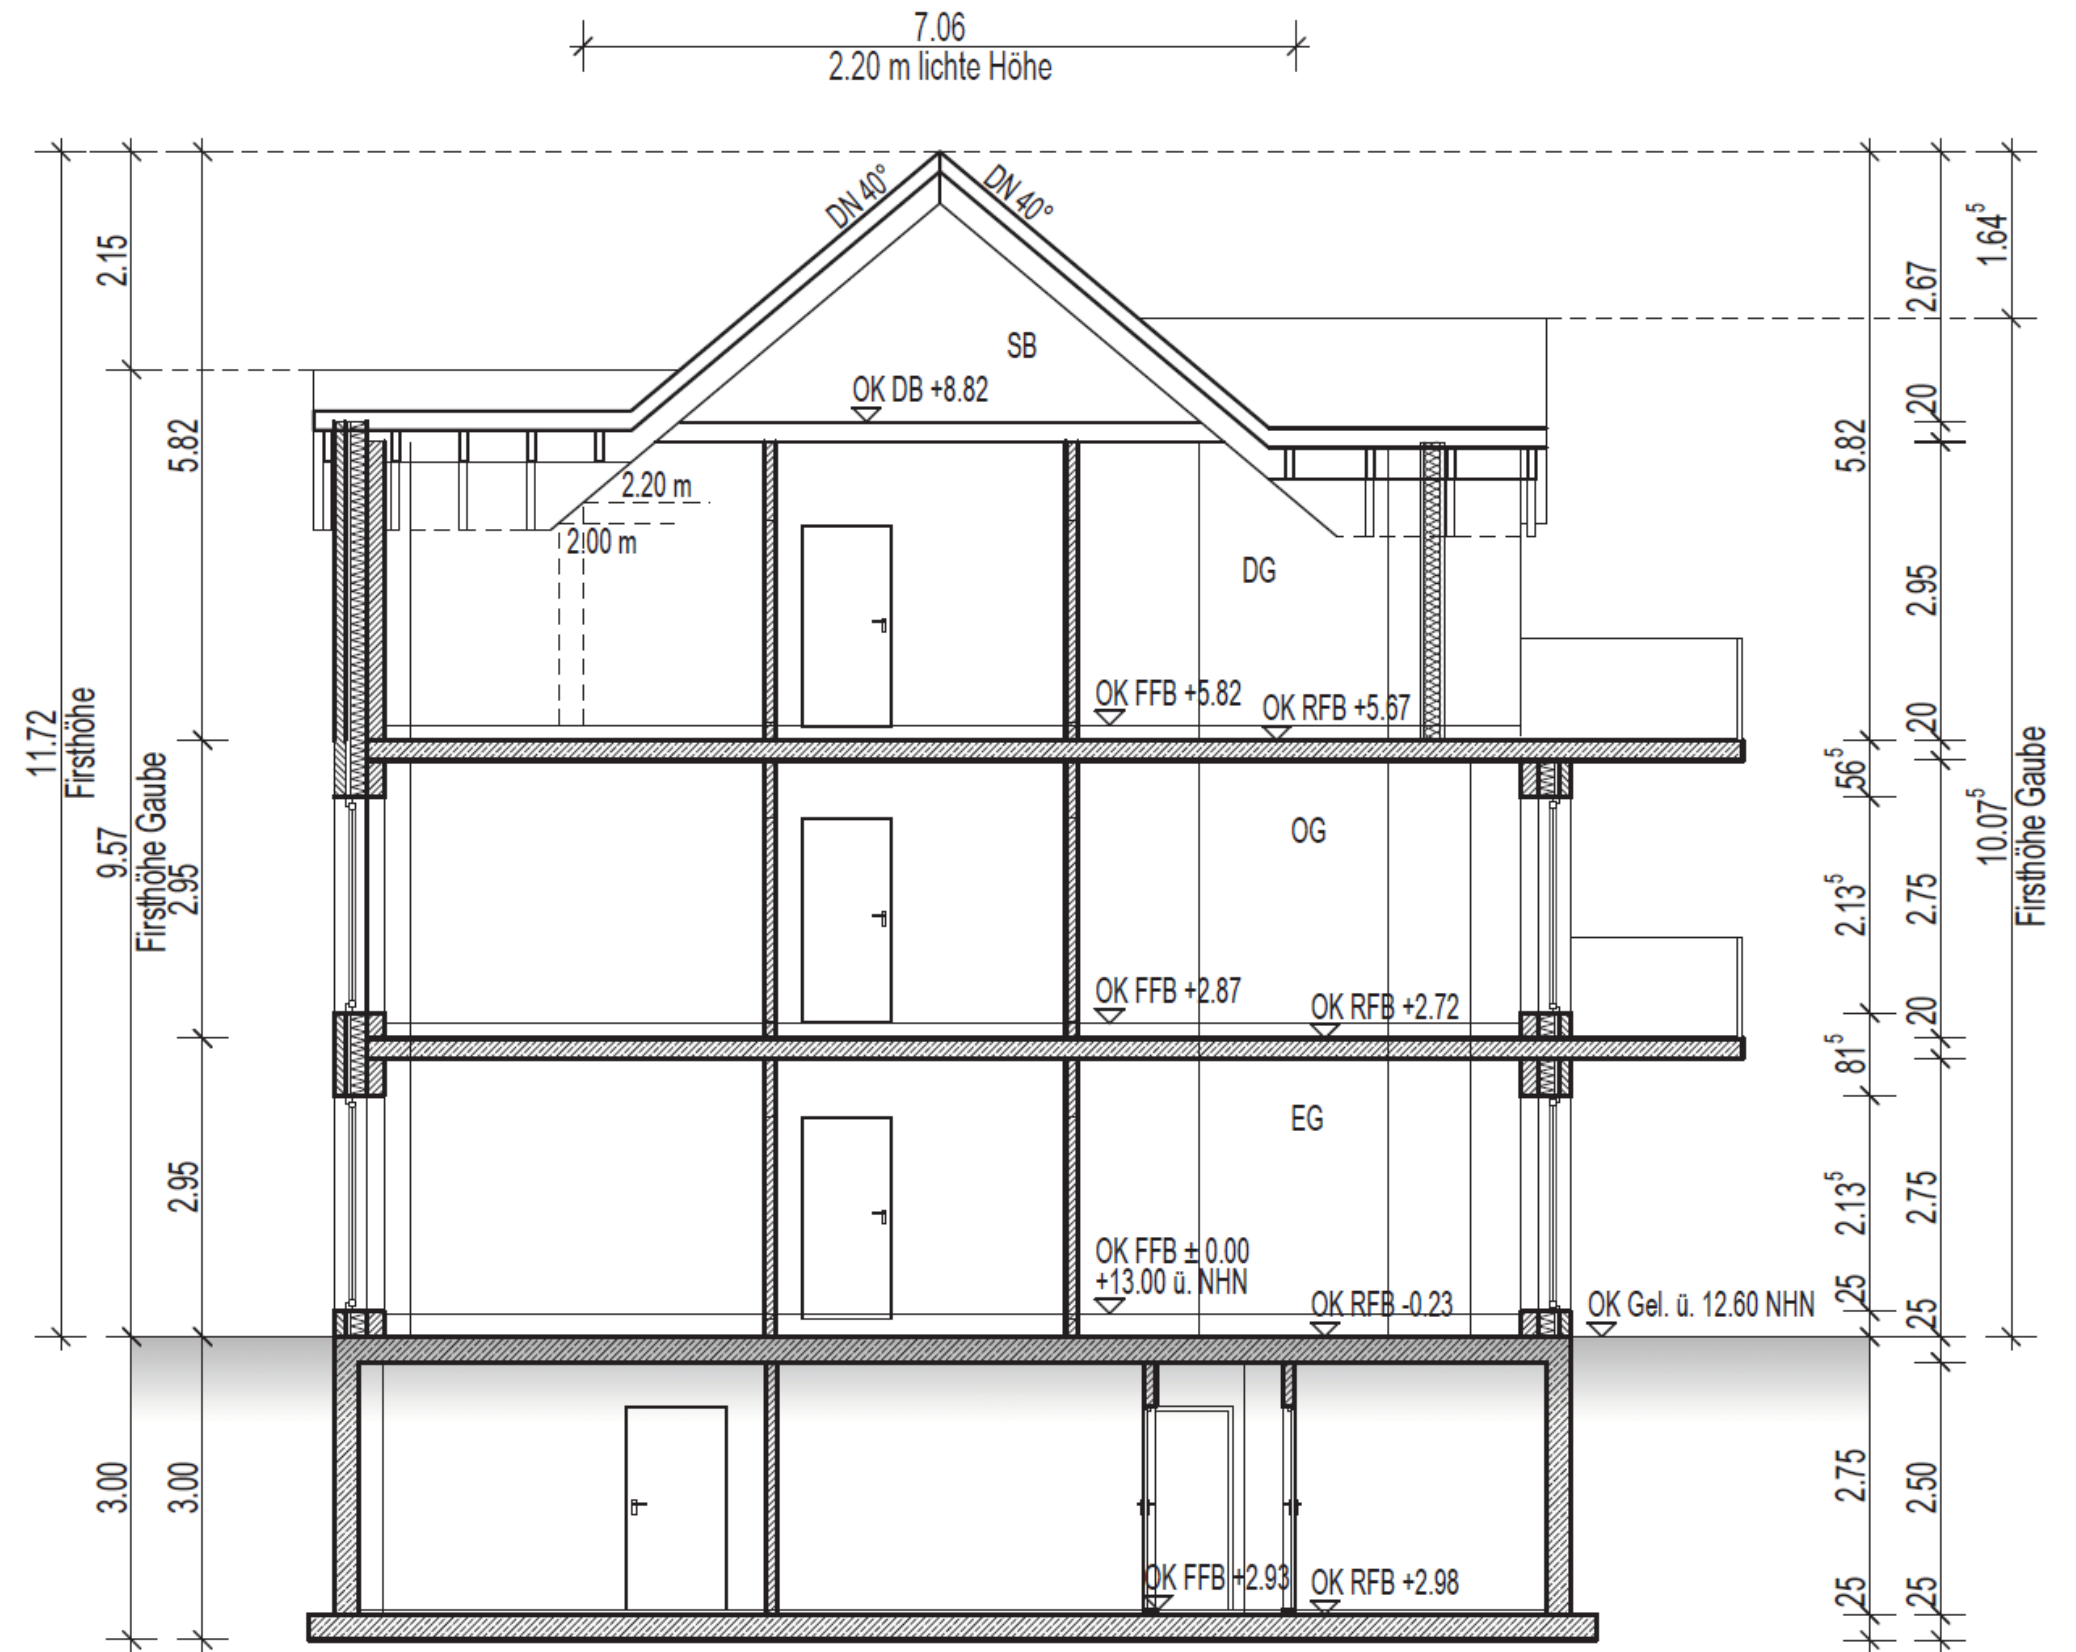 7.06
2.20 m lichte Höhe
DN 40°
DN 40°
2.15
1.64⁵
2.67
SB
OK DB +8.82
20
5.82
5.82
2.20 m
2.00 m
DG
2.95
OK FFB +5.82
OK RFB +5.67
20
11.72
Firsthöhe
9.57
Firsthöhe Gaube
2.95
56⁵
10.07⁵
Firsthöhe Gaube
OG
2.13⁵
2.75
OK FFB +2.87
OK RFB +2.72
20
81⁵
EG
2.95
2.13⁵
2.75
OK FFB ± 0.00
+13.00 ü. NHN
OK RFB -0.23
25
25
OK Gel. ü. 12.60 NHN
3.00
3.00
2.75
2.50
OK FFB +2.93
OK RFB +2.98
25
25